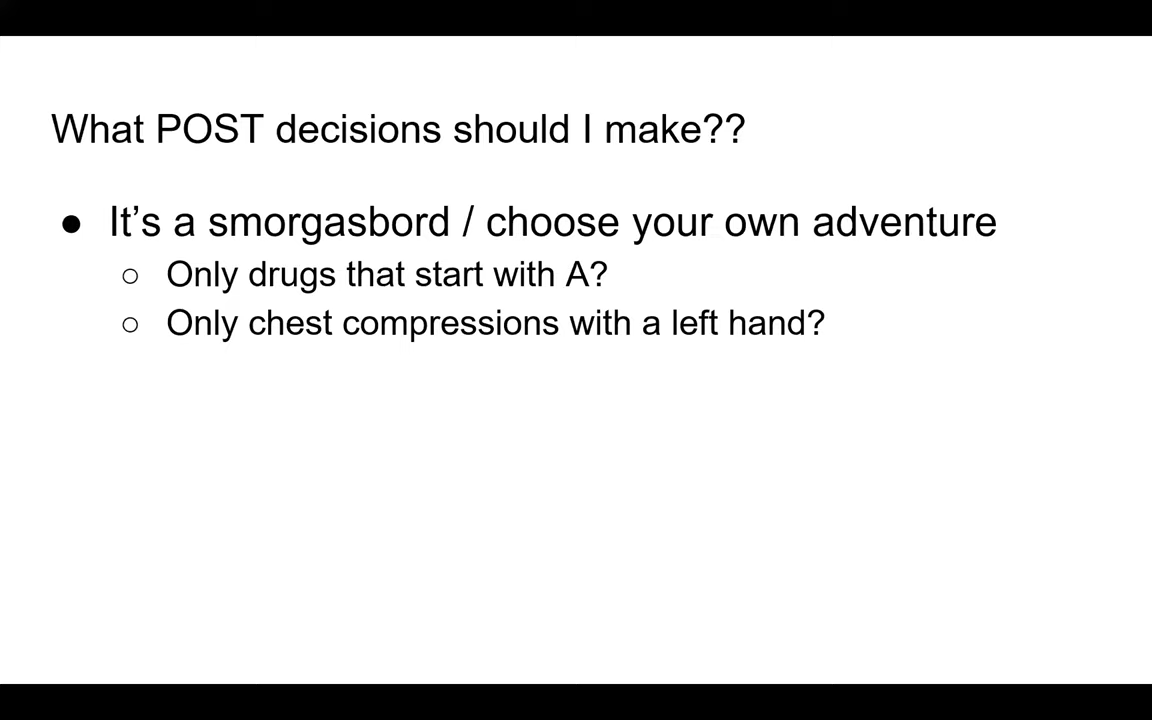 What POST decisions should I make??
● It’s a smorgasbord / choose your own adventure
○ Only drugs that start with A?
○ Only chest compressions with a left hand?